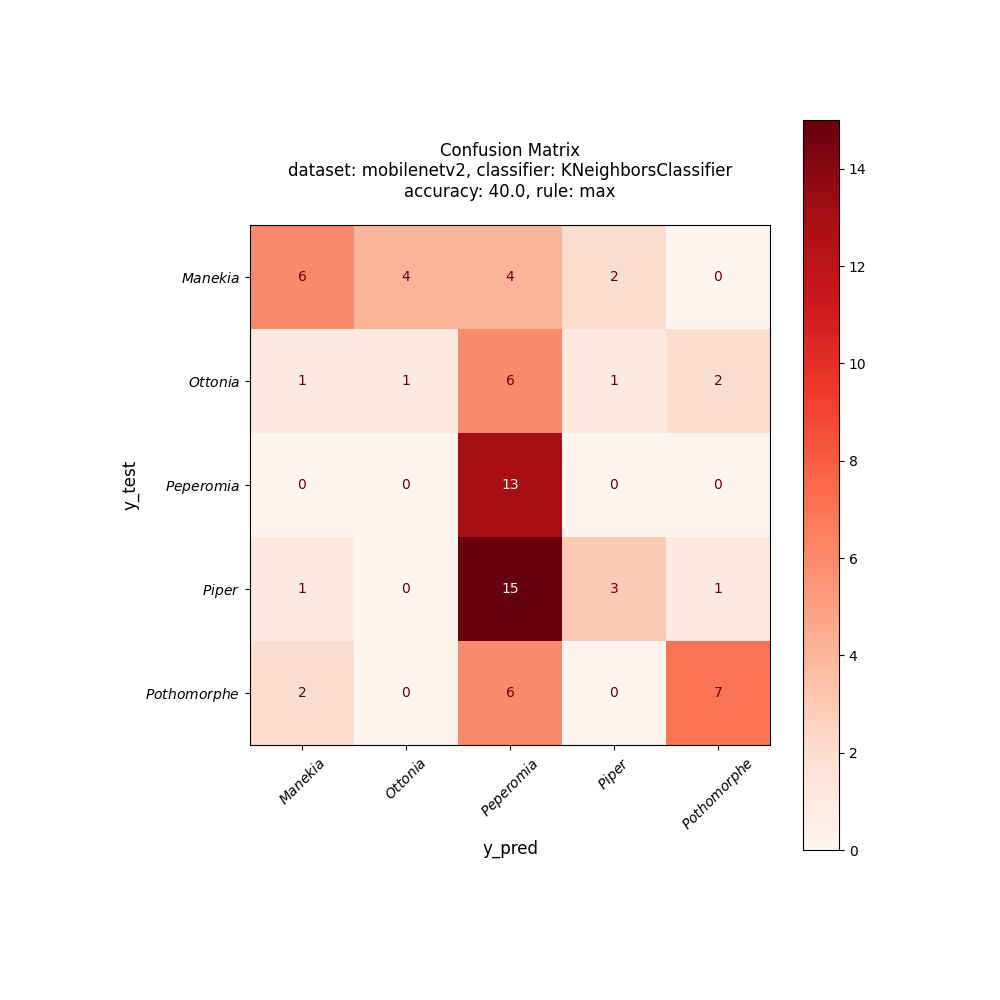 Confusion Matrix
dataset: mobilenetv2, classifier: KNeighborsClassifier
accuracy: 40.0, rule: max
Manekia 6 4 4 2 0
Ottonia 1 1 6 1 2
Peperomia 0 0 13 0 0
Piper 1 0 15 3 1
Pothomorphe 2 0 6 0 7
y_test
Manekia Ottonia Peperomia Piper Pothomorphe
y_pred
14
12
10
8
6
4
2
0